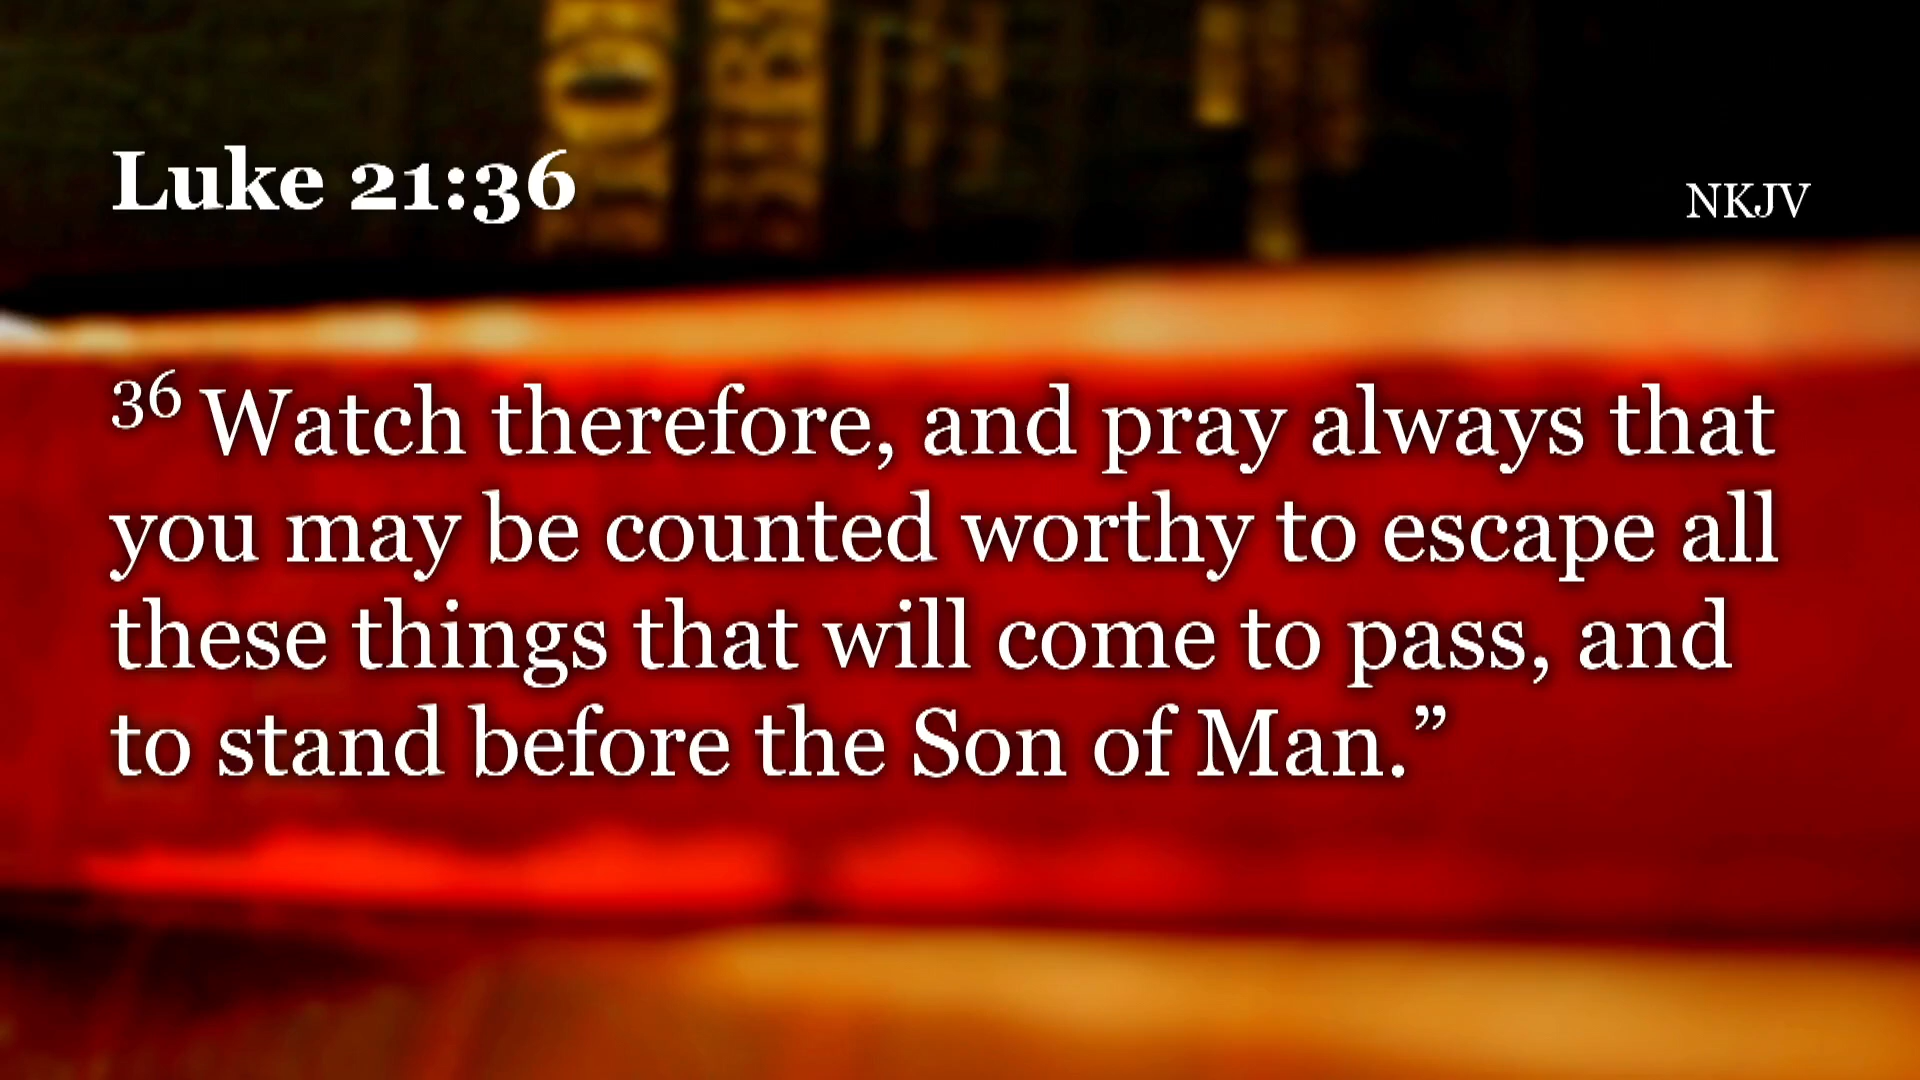 Luke 21:36
NKJV
36 Watch therefore, and pray always that
you may be counted worthy to escape all
these things that will come to pass, and
to stand before the Son of Man.”